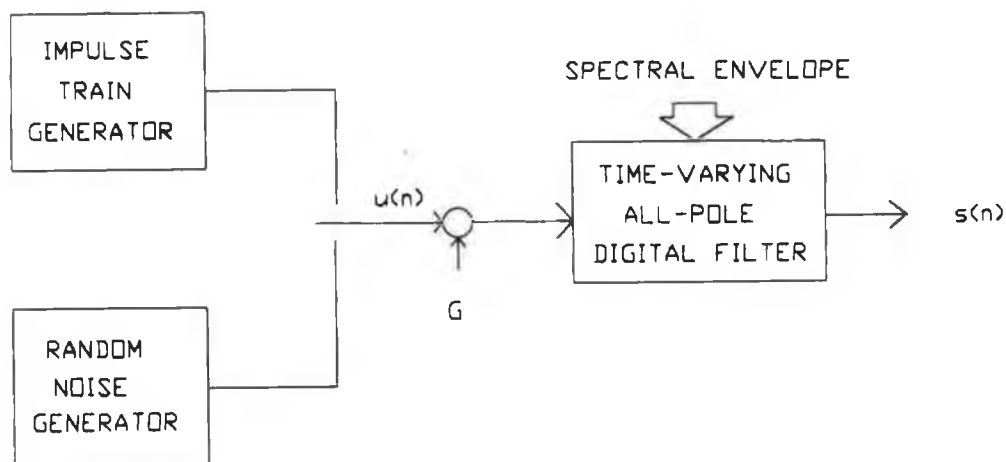 IMPULSE
TRAIN
GENERATOR
SPECTRAL ENVELOPE
TIME-VARYING
ALL-POLE
DIGITAL FILTER
u(n)
s(n)
G
RANDOM
NOISE
GENERATOR